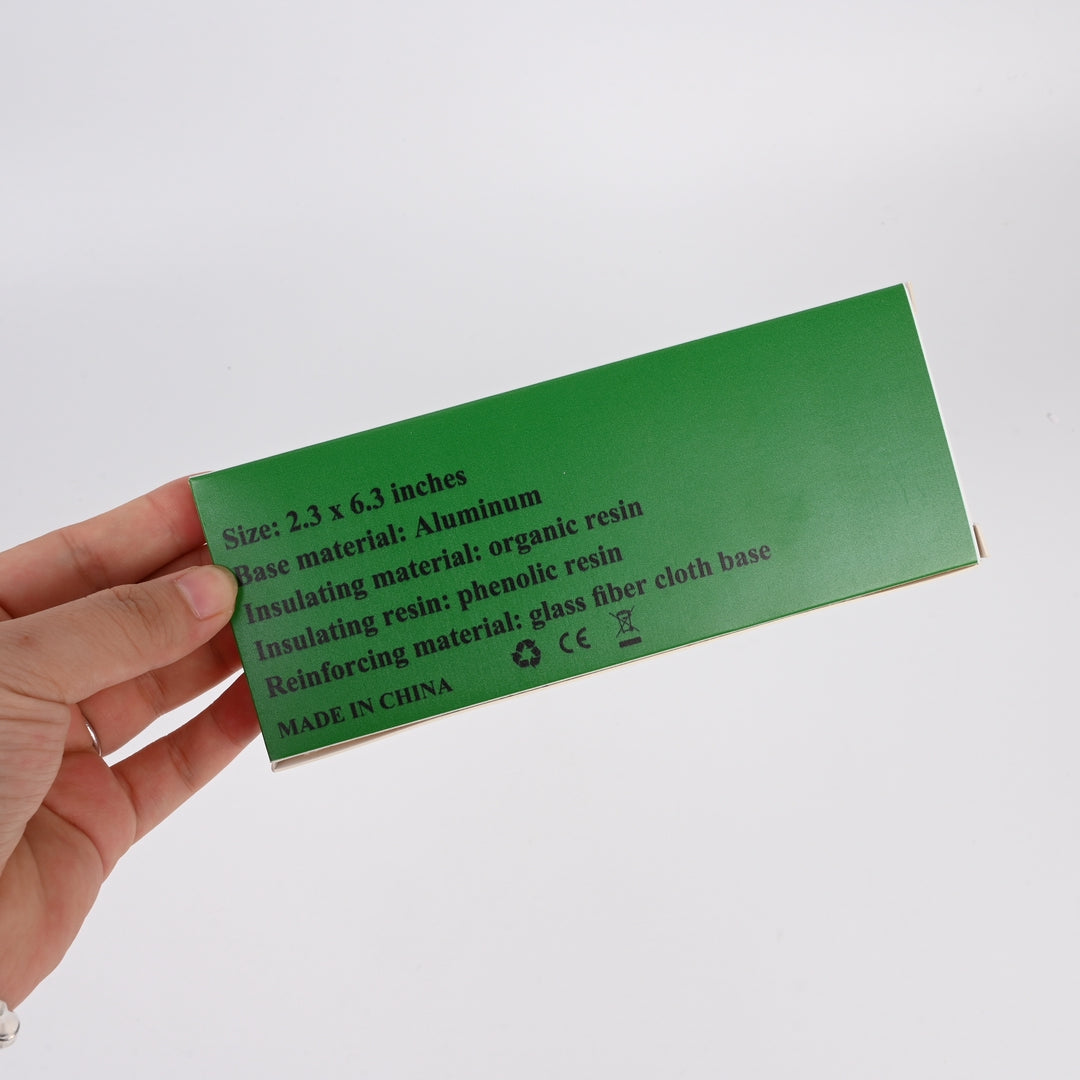 Size: 2.3 x 6.3 inches
Base material: Aluminum
Insulating material: organic resin
Insulating resin: phenolic resin
Reinforcing material: glass fiber cloth base
CE
MADE IN CHINA